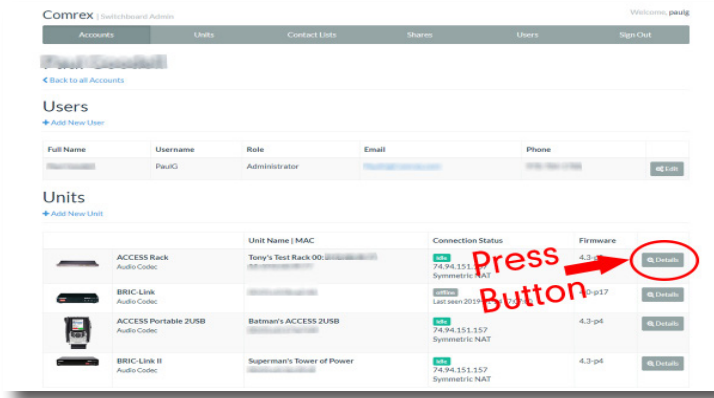 Comrex | Switchboard Admin
Welcome, paulg
Accounts Units Contact Lists Shares Users Sign Out
Back to all Accounts
Users
+ Add New User
Full Name Username Role Email Phone
PaulG Administrator Edit
Units
+ Add New Unit
Unit Name | MAC Connection Status Firmware
ACCESS Rack Tony's Test Rack 00: Idle 4.3-
Audio Codec 74.94.151. Details
Symmetric NAT
Press
Button
BRIC-Link offline -p17
Audio Codec Last seen 2019 Details
ACCESS Portable 2USB Batman's ACCESS 2USB Idle 4.3-p4
Audio Codec 74.94.151.157 Details
Symmetric NAT
BRIC-Link II Superman's Tower of Power Idle 4.3-p4
Audio Codec 74.94.151.157 Details
Symmetric NAT